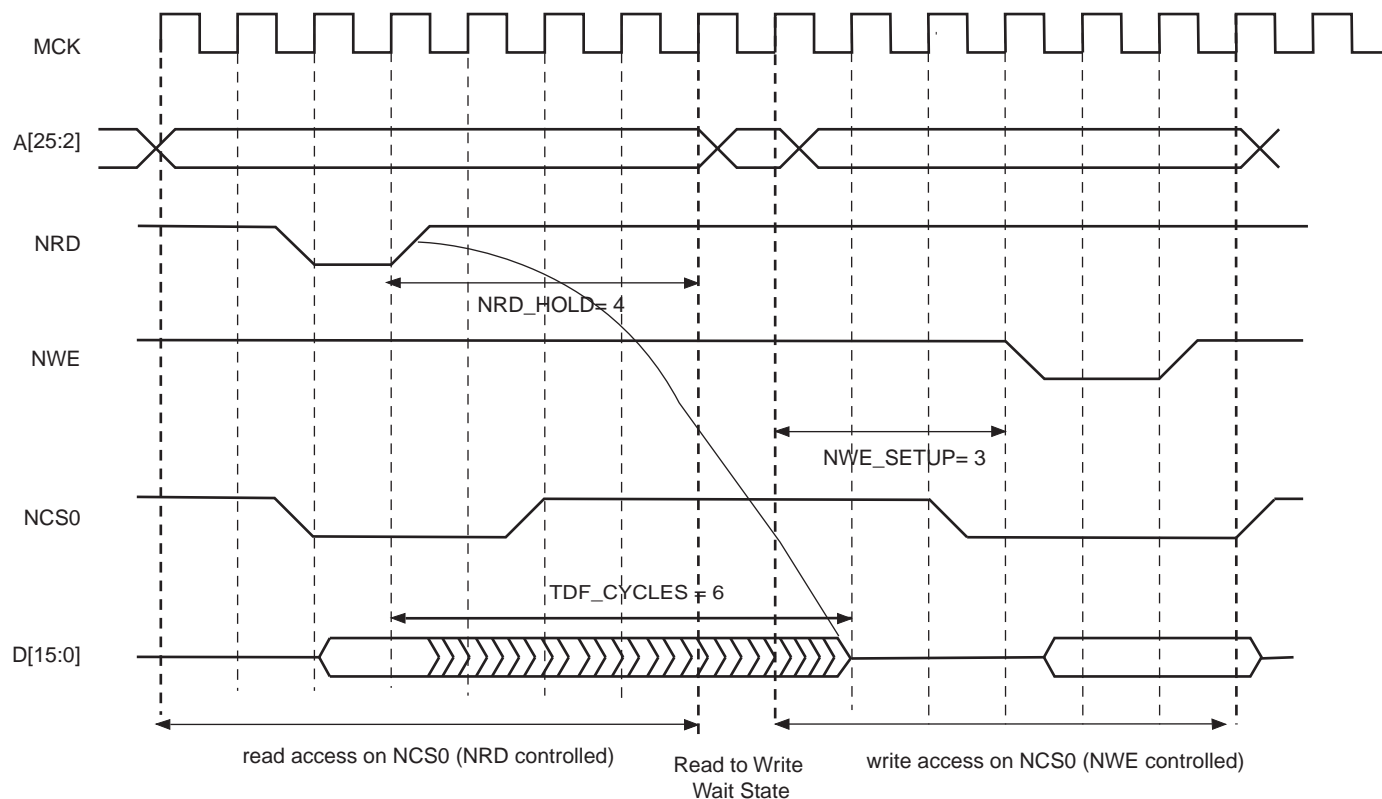 MCK
A[25:2]
NRD
NRD_HOLD= 4
NWE
NWE_SETUP= 3
NCS0
TDF_CYCLES = 6
D[15:0]
read access on NCS0 (NRD controlled)
Read to Write
Wait State
write access on NCS0 (NWE controlled)